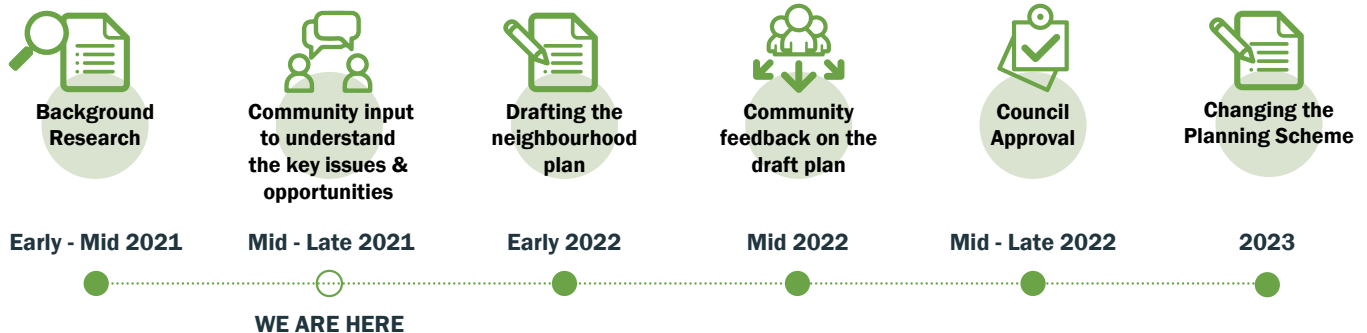 Background
Research
Community input
to understand
the key issues &
opportunities
Drafting the
neighbourhood
plan
Community
feedback on the
draft plan
Council
Approval
Changing the
Planning Scheme
Early - Mid 2021
Mid - Late 2021
Early 2022
Mid 2022
Mid - Late 2022
2023
WE ARE HERE